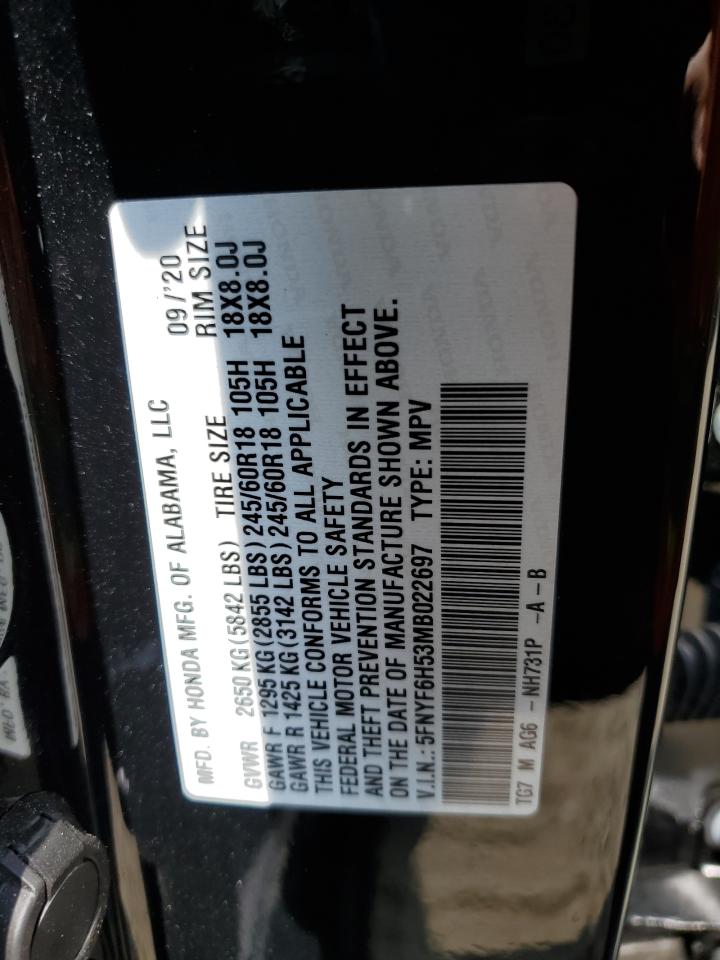 MFD. BY HONDA MFG. OF ALABAMA, LLC 09/'20
GVWR 2650 KG (5842 LBS) TIRE SIZE RIM SIZE
GAWR F 1295 KG (2855 LBS) 245/60R18 105H 18X8.0J
GAWR R 1425 KG (3142 LBS) 245/60R18 105H 18X8.0J
THIS VEHICLE CONFORMS TO ALL APPLICABLE
FEDERAL MOTOR VEHICLE SAFETY
AND THEFT PREVENTION STANDARDS IN EFFECT
ON THE DATE OF MANUFACTURE SHOWN ABOVE.
V.I.N.: 5FNYF6H53MB022697 TYPE: MPV
TG7 M AG6 -NH731P -A -B